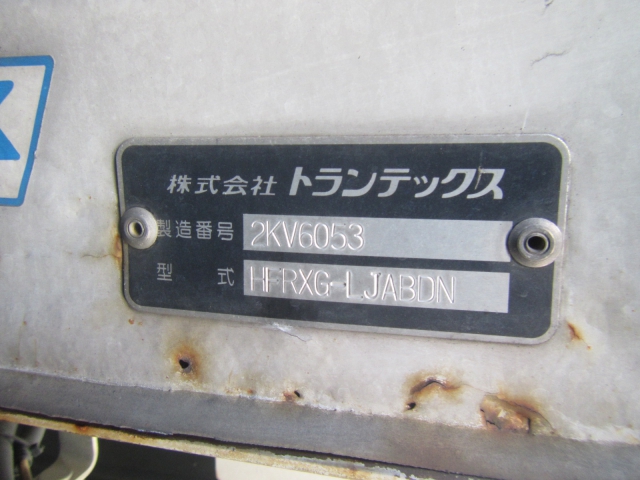 株式会社 トランテックス
製造番号 2KV6053
型 式 HFRXG-LJABDN